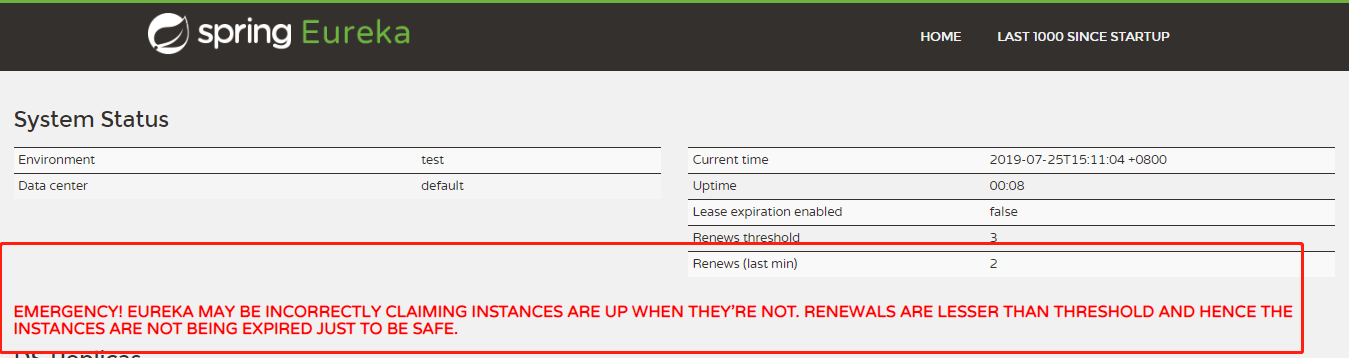 spring Eureka
HOME LAST 1000 SINCE STARTUP
System Status
Environment test
Data center default
Current time 2019-07-25T15:11:04 +0800
Uptime 00:08
Lease expiration enabled false
Renews threshold 3
Renews (last min) 2
EMERGENCY! EUREKA MAY BE INCORRECTLY CLAIMING INSTANCES ARE UP WHEN THEY'RE NOT. RENEWALS ARE LESSER THAN THRESHOLD AND HENCE THE
INSTANCES ARE NOT BEING EXPIRED JUST TO BE SAFE.
DS Replicas